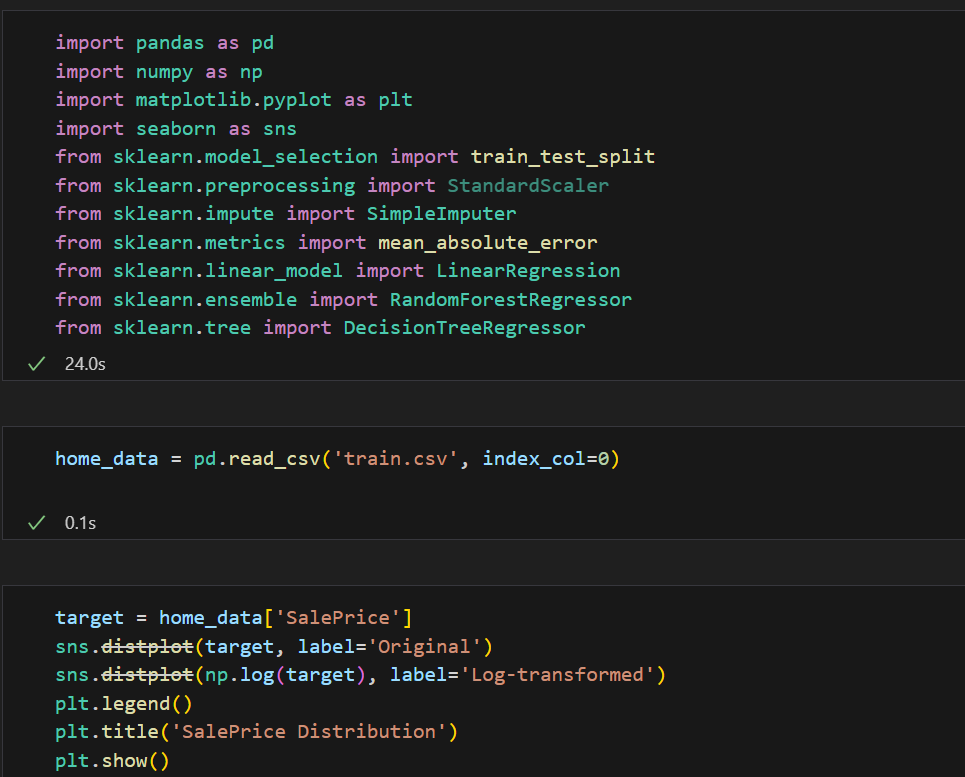 import pandas as pd
import numpy as np
import matplotlib.pyplot as plt
import seaborn as sns
from sklearn.model_selection import train_test_split
from sklearn.preprocessing import StandardScaler
from sklearn.impute import SimpleImputer
from sklearn.metrics import mean_absolute_error
from sklearn.linear_model import LinearRegression
from sklearn.ensemble import RandomForestRegressor
from sklearn.tree import DecisionTreeRegressor
24.0s
home_data = pd.read_csv('train.csv', index_col=0)
0.1s
target = home_data['SalePrice']
sns.distplot(target, label='Original')
sns.distplot(np.log(target), label='Log-transformed')
plt.legend()
plt.title('SalePrice Distribution')
plt.show()